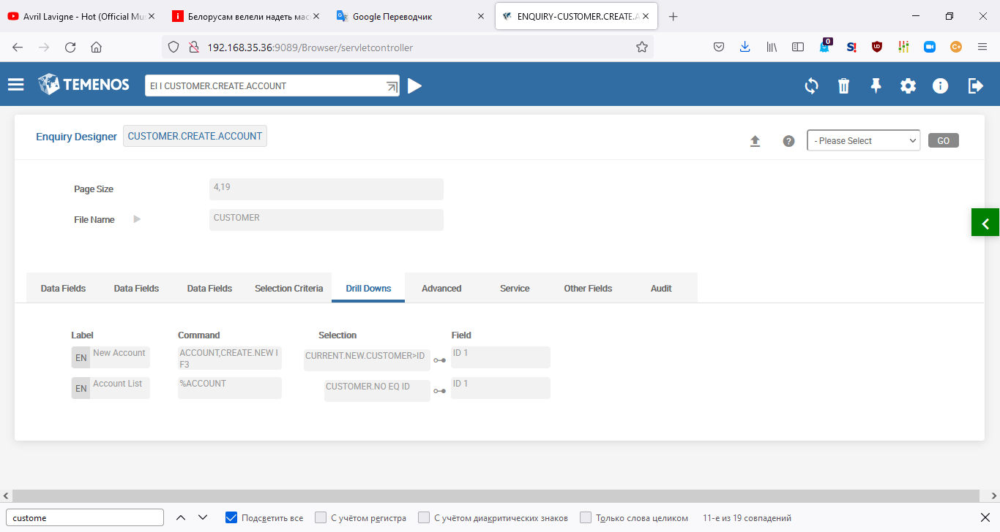 Avril Lavigne - Hot (Official Mus
Белорусам велели надеть мас
Google Переводчик
ENQUIRY-CUSTOMER.CREATE.A
192.168.35.36:9089/Browser/servletcontroller
0
S!
UD
C+
TEMENOS
EI I CUSTOMER.CREATE.ACCOUNT
Enquiry Designer
CUSTOMER.CREATE.ACCOUNT
- Please Select
GO
Page Size
4,19
File Name
CUSTOMER
Data Fields
Data Fields
Data Fields
Selection Criteria
Drill Downs
Advanced
Service
Other Fields
Audit
Label
Command
Selection
Field
EN
New Account
ACCOUNT,CREATE.NEW I
F3
CURRENT.NEW.CUSTOMER>ID
ID 1
EN
Account List
%ACCOUNT
CUSTOMER.NO EQ ID
ID 1
custome
Подсветить все
С учётом регистра
С учётом диакритических знаков
Только слова целиком
11-е из 19 совпадений